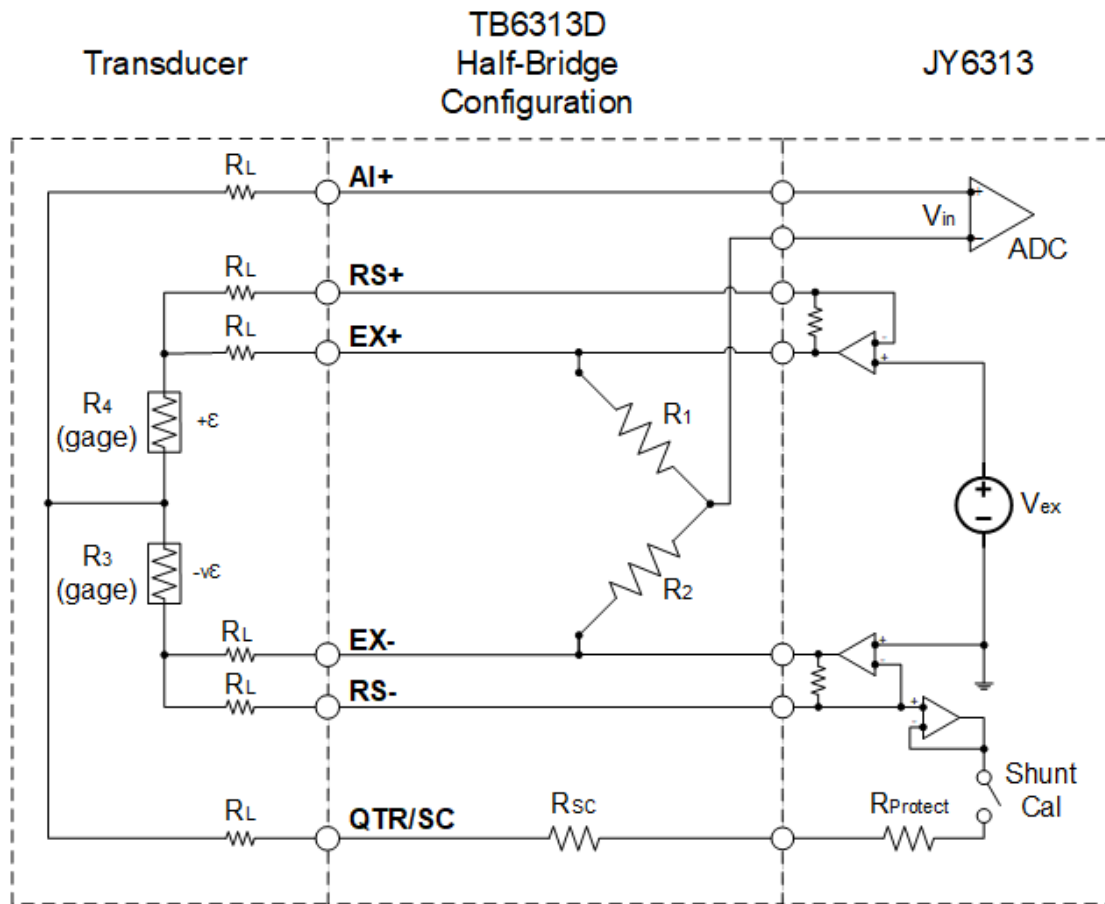 Transducer
TB6313D
Half-Bridge
Configuration
JY6313
RL
AI+
Vin
+
-
ADC
RL
RS+
RL
EX+
-
+
R4
(gage)
+ε
R1
+
-
Vex
R3
(gage)
-vε
R2
RL
EX-
+
-
RL
RS-
+
-
Shunt
Cal
RL
QTR/SC
RSC
RProtect